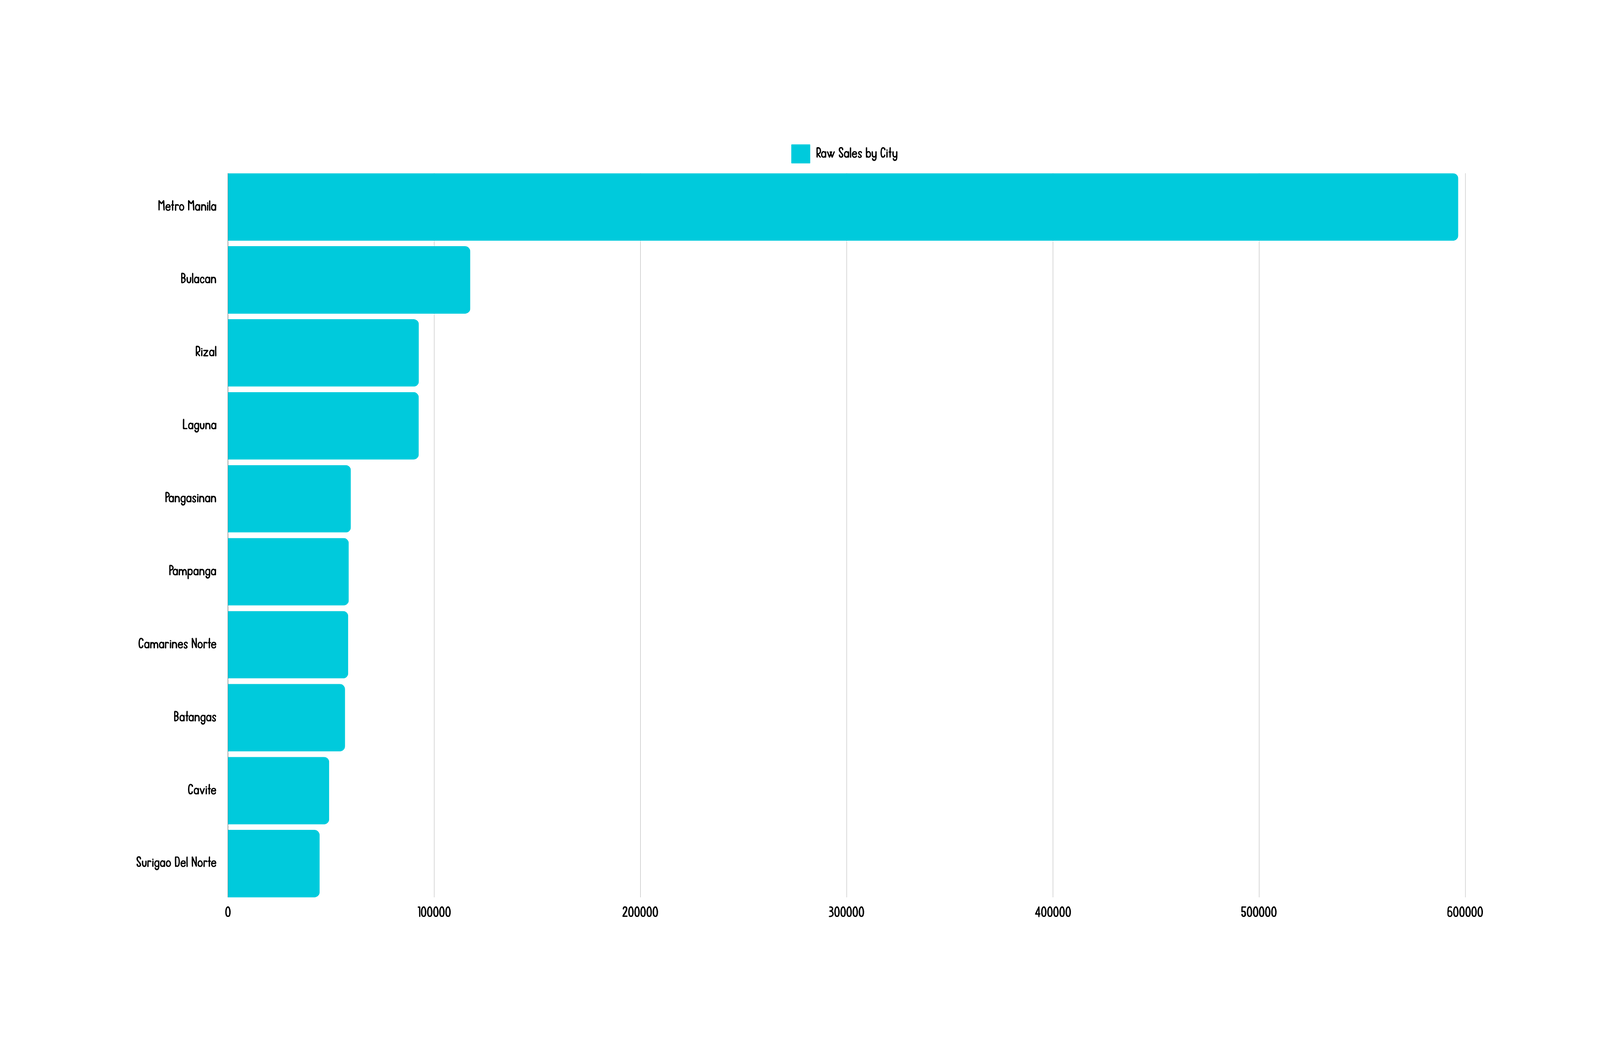 Raw Sales by City
Metro Manila
Bulacan
Rizal
Laguna
Pangasinan
Pampanga
Camarines Norte
Batangas
Cavite
Surigao Del Norte
0 100000 200000 300000 400000 500000 600000